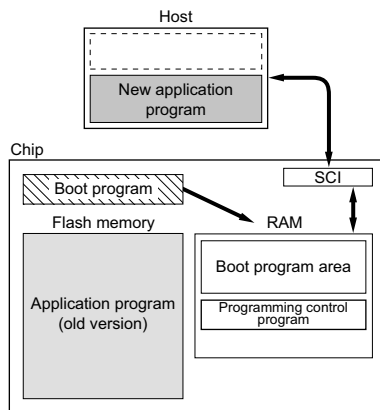 Host
New application
program
Chip
SCI
Boot program
Flash memory
RAM
Application program
(old version)
Boot program area
Programming control
program